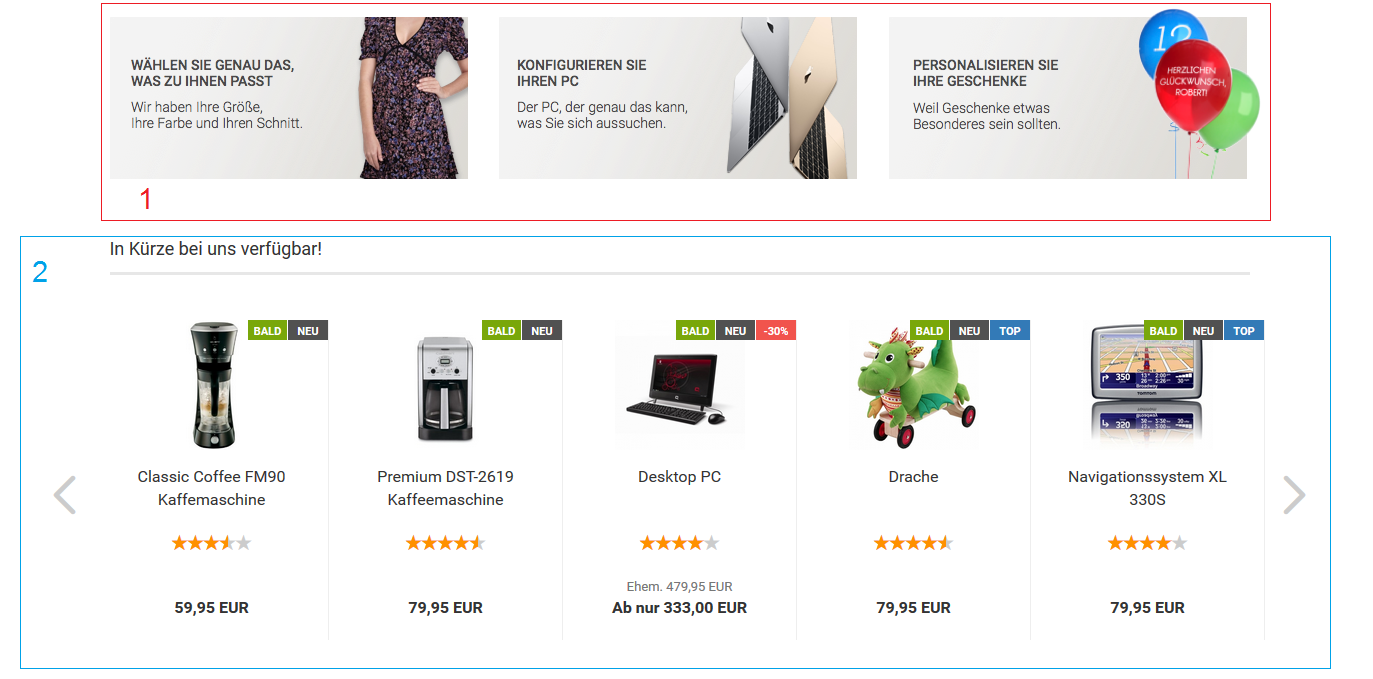 WÄHLEN SIE GENAU DAS,
WAS ZU IHNEN PASST
Wir haben Ihre Größe,
Ihre Farbe und Ihren Schnitt.
KONFIGURIEREN SIE
IHREN PC
Der PC, der genau das kann,
was Sie sich aussuchen.
PERSONALISIEREN SIE
IHRE GESCHENKE
Weil Geschenke etwas
Besonderes sein sollten.
12
HERZLICHEN
GLÜCKWUNSCH,
ROBERT!
1
2
In Kürze bei uns verfügbar!
BALD NEU
Classic Coffee FM90
Kaffemaschine
59,95 EUR
BALD NEU
Premium DST-2619
Kaffeemaschine
79,95 EUR
BALD NEU -30%
Desktop PC
Ehem. 479,95 EUR
Ab nur 333,00 EUR
BALD NEU TOP
Drache
79,95 EUR
BALD NEU TOP
350
Broadway
TOMTOM
Navigationssystem XL
330S
79,95 EUR